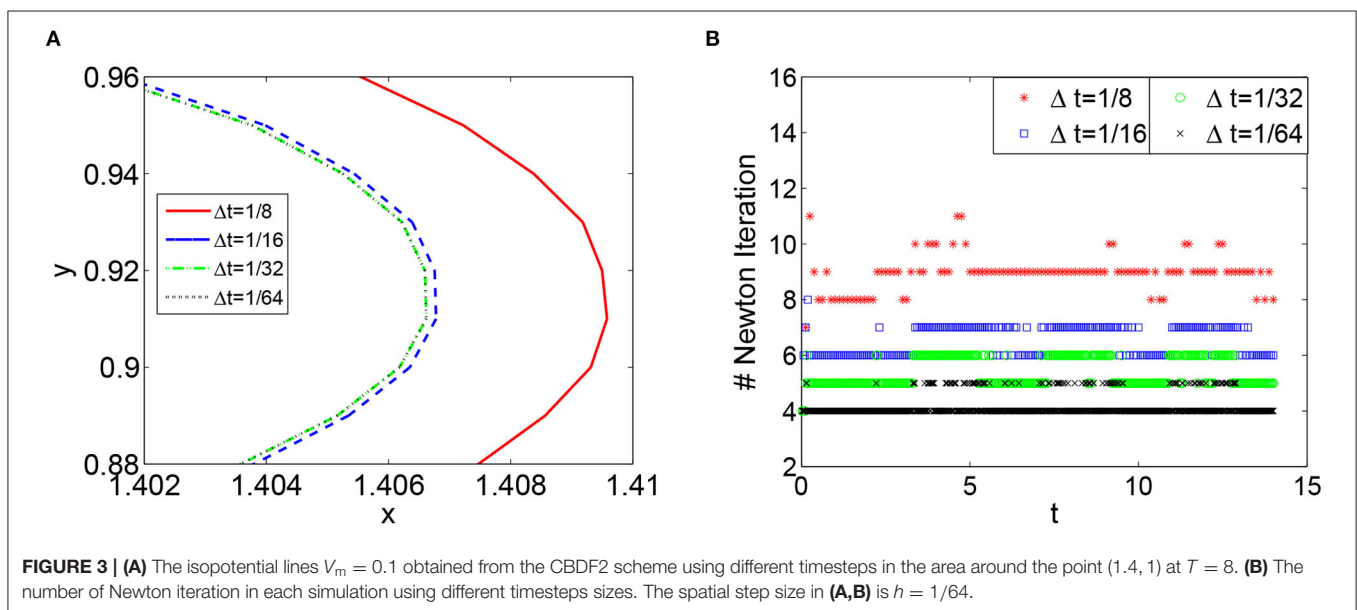 A
0.96
0.94
0.92
0.9
0.88
y
Δt=1/8
Δt=1/16
Δt=1/32
Δt=1/64
1.402
1.404
1.406
1.408
1.41
x
B
16
14
12
10
8
6
4
2
# Newton Iteration
Δ t=1/8
Δ t=1/32
Δ t=1/16
Δ t=1/64
0
5
10
15
t
FIGURE 3 | (A) The isopotential lines Vm = 0.1 obtained from the CBDF2 scheme using different timesteps in the area around the point (1.4, 1) at T = 8. (B) The
number of Newton iteration in each simulation using different timesteps sizes. The spatial step size in (A,B) is h = 1/64.